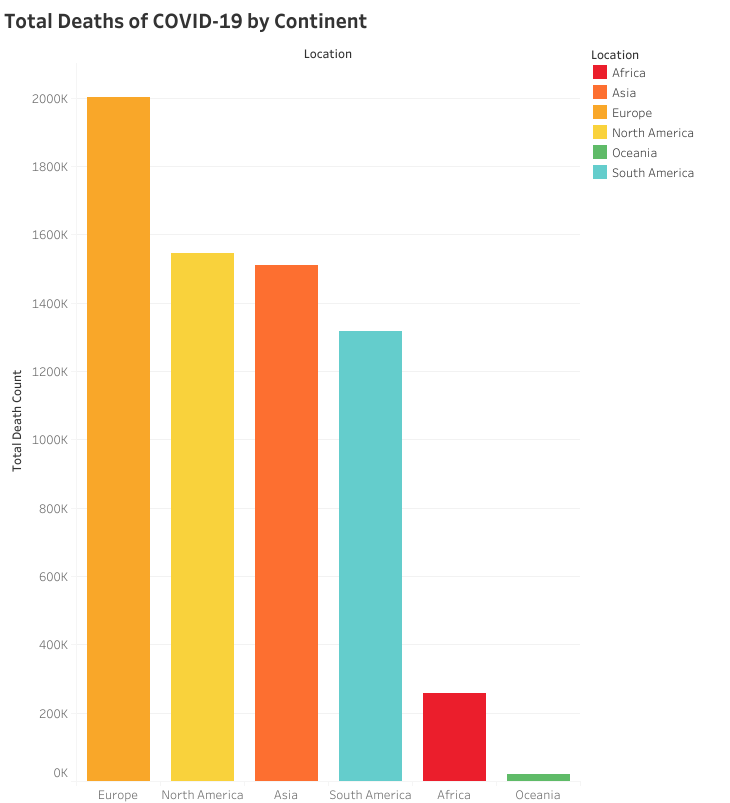 Total Deaths of COVID-19 by Continent
Location
Location
Africa
Asia
Europe
North America
Oceania
South America
Total Death Count
2000K
1800K
1600K
1400K
1200K
1000K
800K
600K
400K
200K
0K
Europe North America Asia South America Africa Oceania